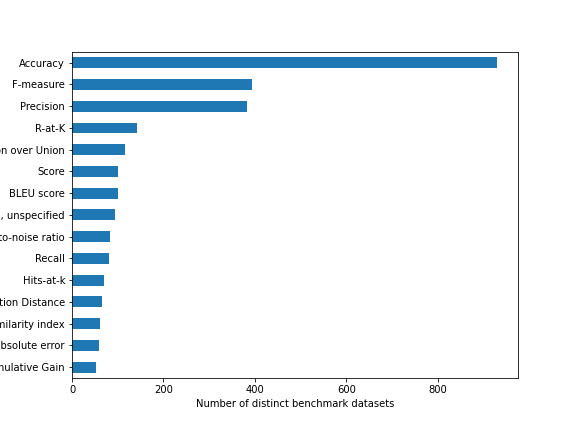 Accuracy
F-measure
Precision
R-at-K
on over Union
Score
BLEU score
, unspecified
to-noise ratio
Recall
Hits-at-k
tion Distance
milarity index
bsolute error
mulative Gain
0 200 400 600 800
Number of distinct benchmark datasets